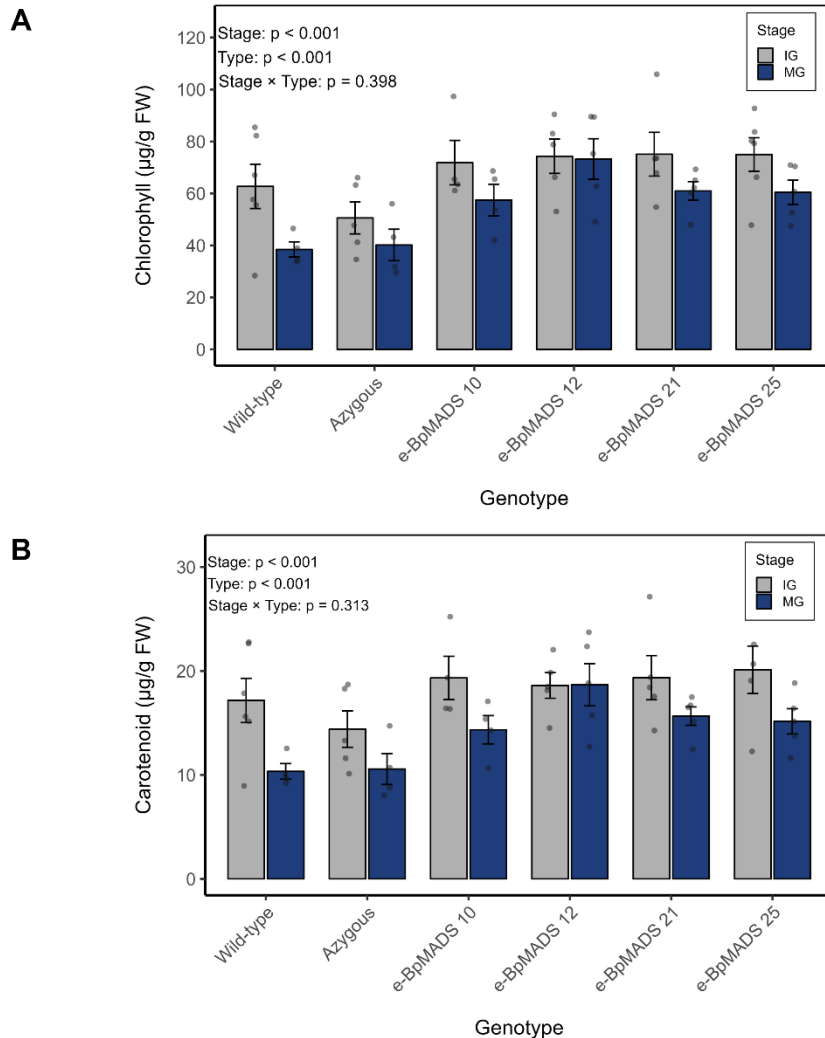 A
Stage: p < 0.001
Type: p < 0.001
Stage × Type: p = 0.398
Stage
IG
MG
Chlorophyll (µg/g FW)
120
100
80
60
40
20
0
Wild-type
Azygous
e-BpMADS 10
e-BpMADS 12
e-BpMADS 21
e-BpMADS 25
Genotype
B
Stage: p < 0.001
Type: p < 0.001
Stage × Type: p = 0.313
Stage
IG
MG
Carotenoid (µg/g FW)
30
20
10
0
Wild-type
Azygous
e-BpMADS 10
e-BpMADS 12
e-BpMADS 21
e-BpMADS 25
Genotype